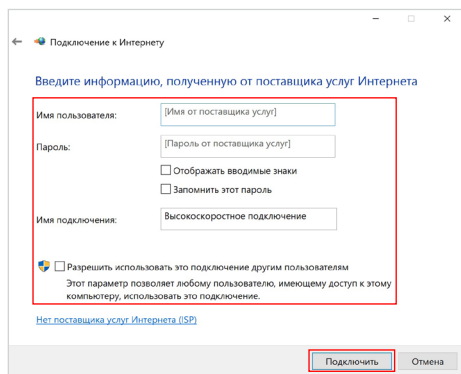 Подключение к Интернету
Введите информацию, полученную от поставщика услуг Интернета
Имя пользователя:
[Имя от поставщика услуг]
Пароль:
[Пароль от поставщика услуг]
Отображать вводимые знаки
Запомнить этот пароль
Имя подключения:
Высокоскоростное подключение
Разрешить использовать это подключение другим пользователям
Этот параметр позволяет любому пользователю, имеющему доступ к этому
компьютеру, использовать это подключение.
Нет поставщика услуг Интернета (ISP)
Подключить
Отмена